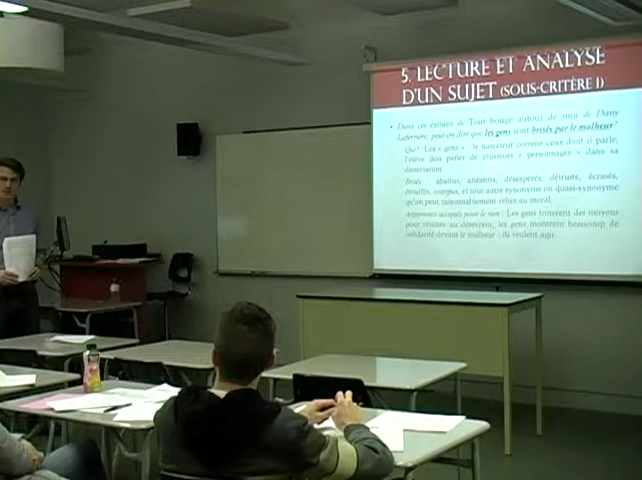 5. LECTURE ET ANALYSE
D'UN SUJET (SOUS-CRITÈRE 1)
• Dans ces extraits de Tout bouge autour de moi de Dany
Laferrière, peut-on dire que les gens sont brisés par le malheur?
Qui? Les « gens » : le narrateur comme ceux dont il parle,
l'élève doit parler de plusieurs « personnages » dans sa
dissertation
Brisés : abattus, anéantis, désespérés, détruits, écrasés,
étouffés, rompus, et tout autre synonyme ou quasi-synonyme
qu'on peut raisonnablement relier au moral.
Arguments acceptés pour le non : Les gens trouvent des moyens
pour résister au désespoir, les gens montrent beaucoup de
solidarité devant le malheur ; ils veulent agir.